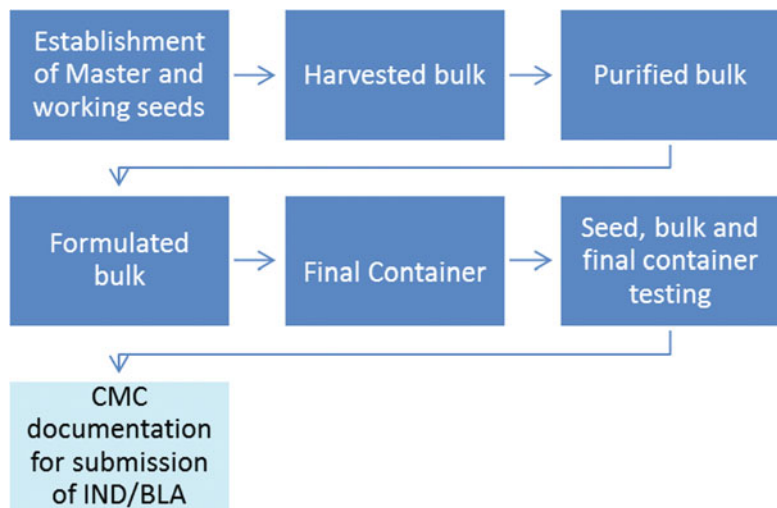 Establishment
of Master and
working seeds
Harvested bulk
Purified bulk
Formulated
bulk
Final Container
Seed, bulk and
final container
testing
CMC
documentation
for submission
of IND/BLA